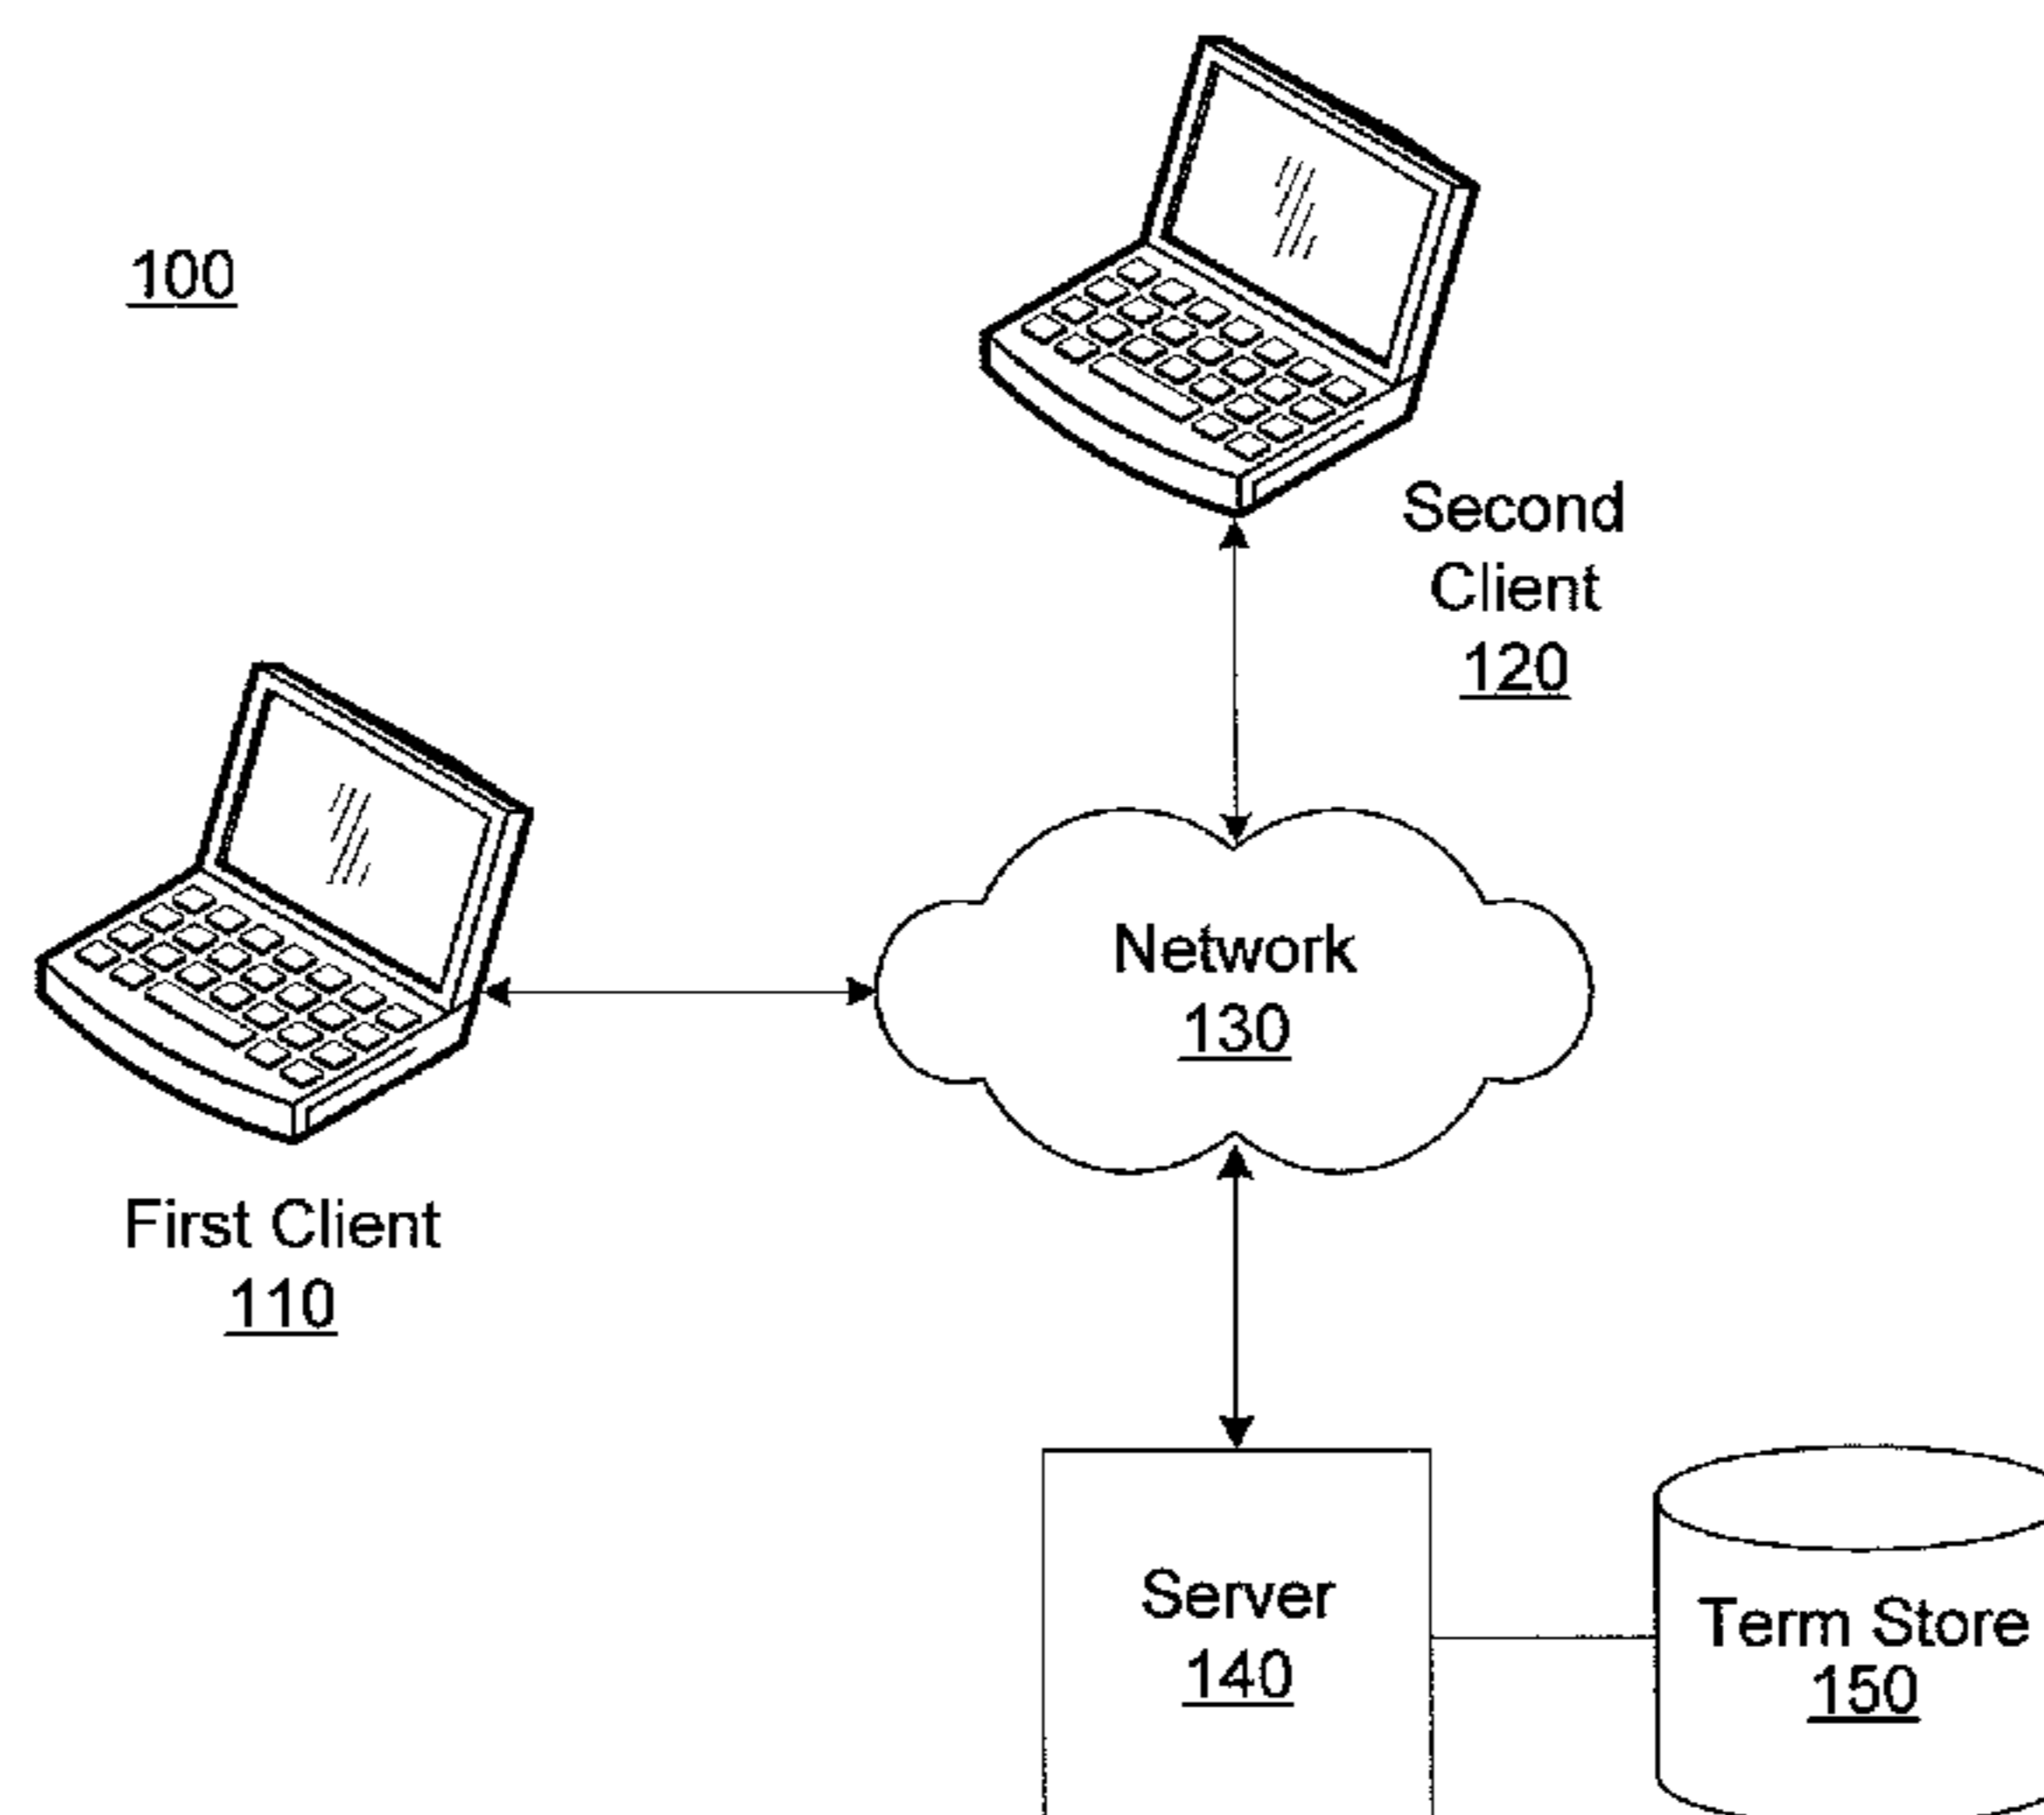 100
Second
Client
120
Network
130
First Client
110
Server
140
Term Store
150